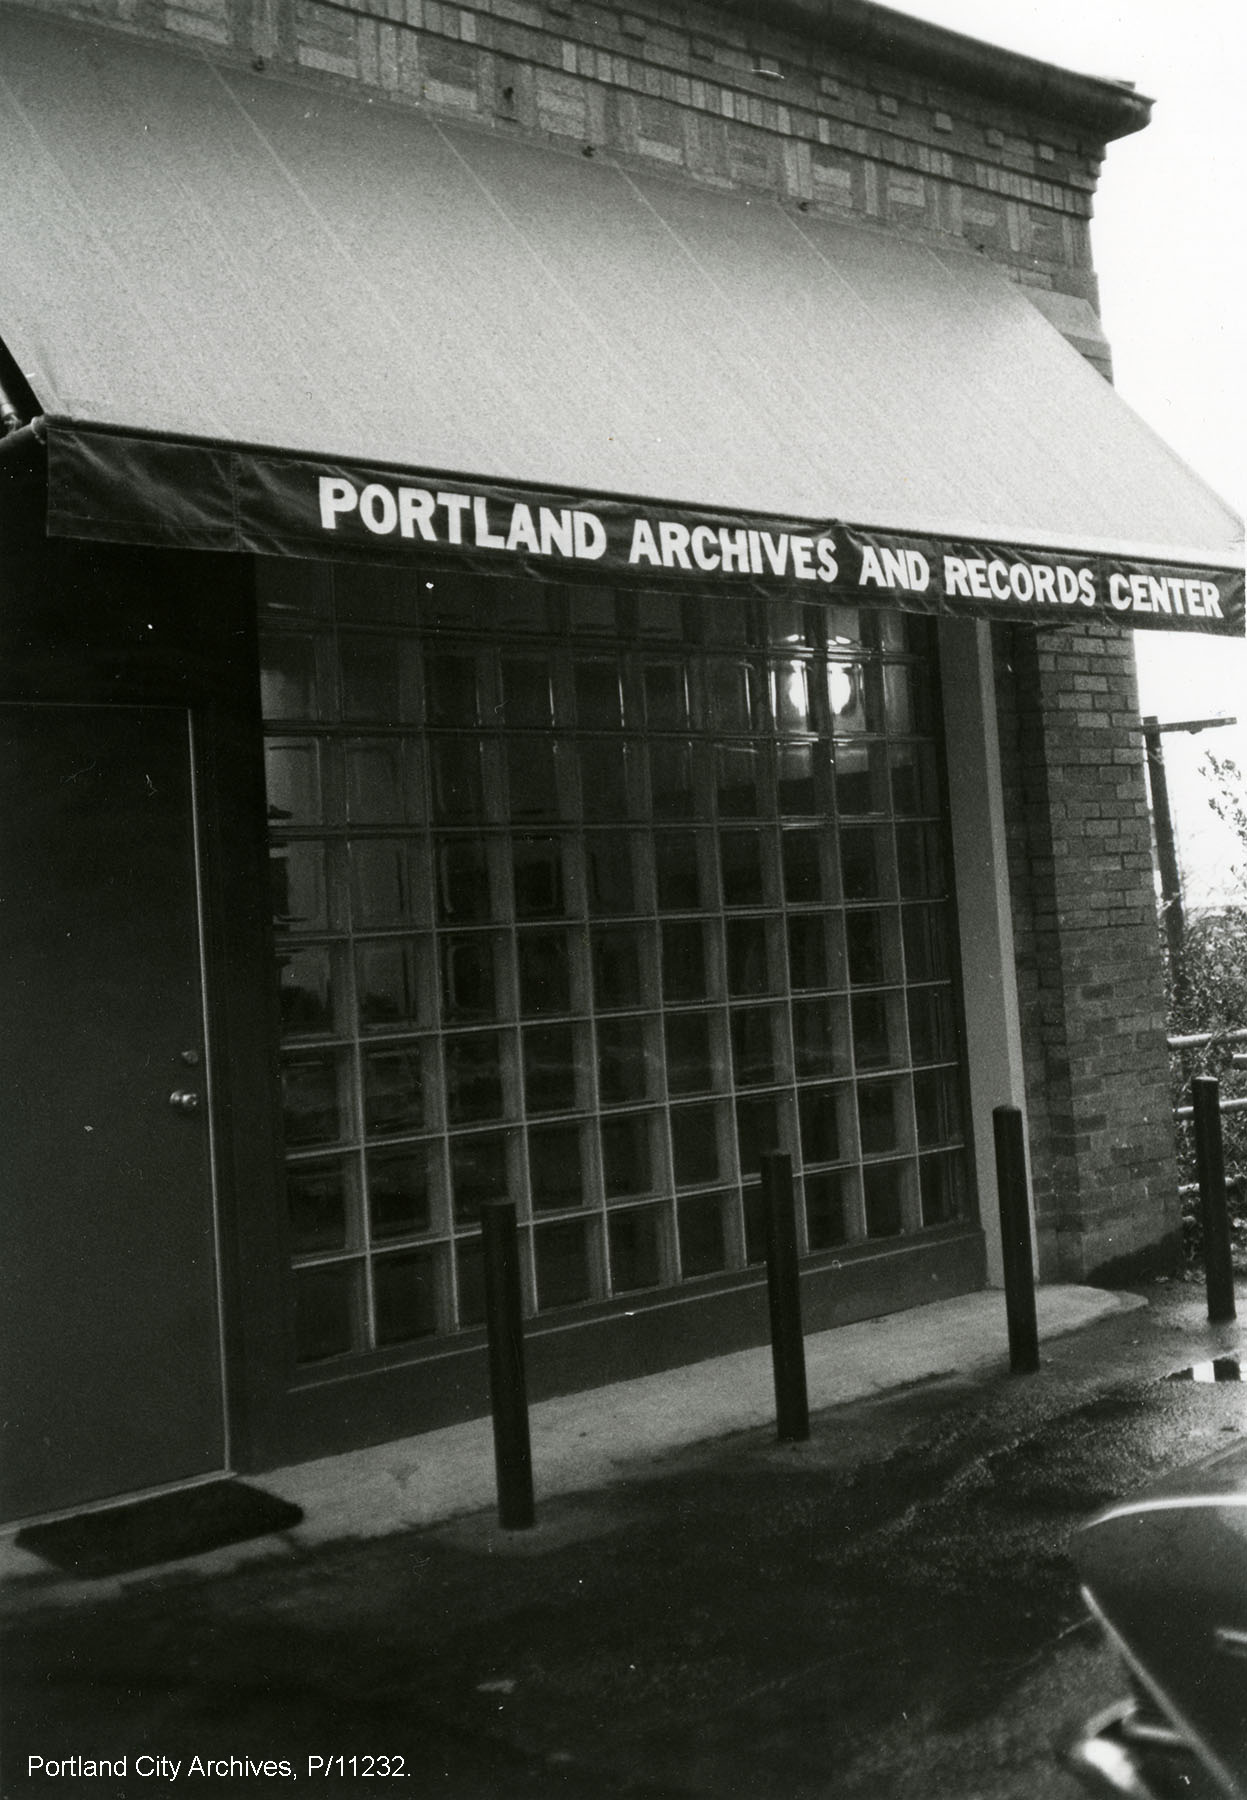 PORTLAND ARCHIVES AND RECORDS CENTER
Portland City Archives, P/11232.